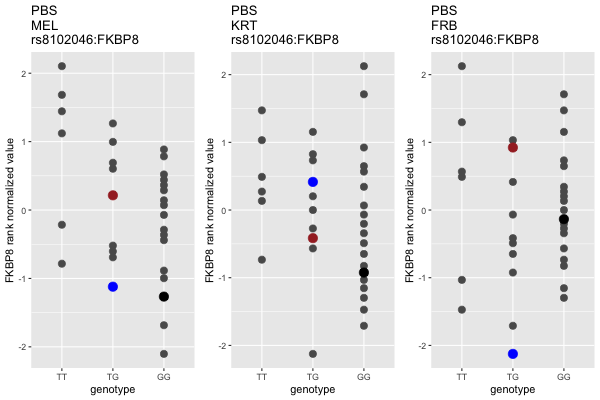 PBS
MEL
rs8102046:FKBP8
FKBP8 rank normalized value
2
1
0
-1
-2
TT
TG
GG
genotype
PBS
KRT
rs8102046:FKBP8
FKBP8 rank normalized value
2
1
0
-1
-2
TT
TG
GG
genotype
PBS
FRB
rs8102046:FKBP8
FKBP8 rank normalized value
2
1
0
-1
-2
TT
TG
GG
genotype